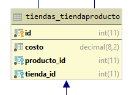 tiendas_tiendaproducto
id int(11)
costo decimal(8,2)
producto_id int(11)
tienda_id int(11)